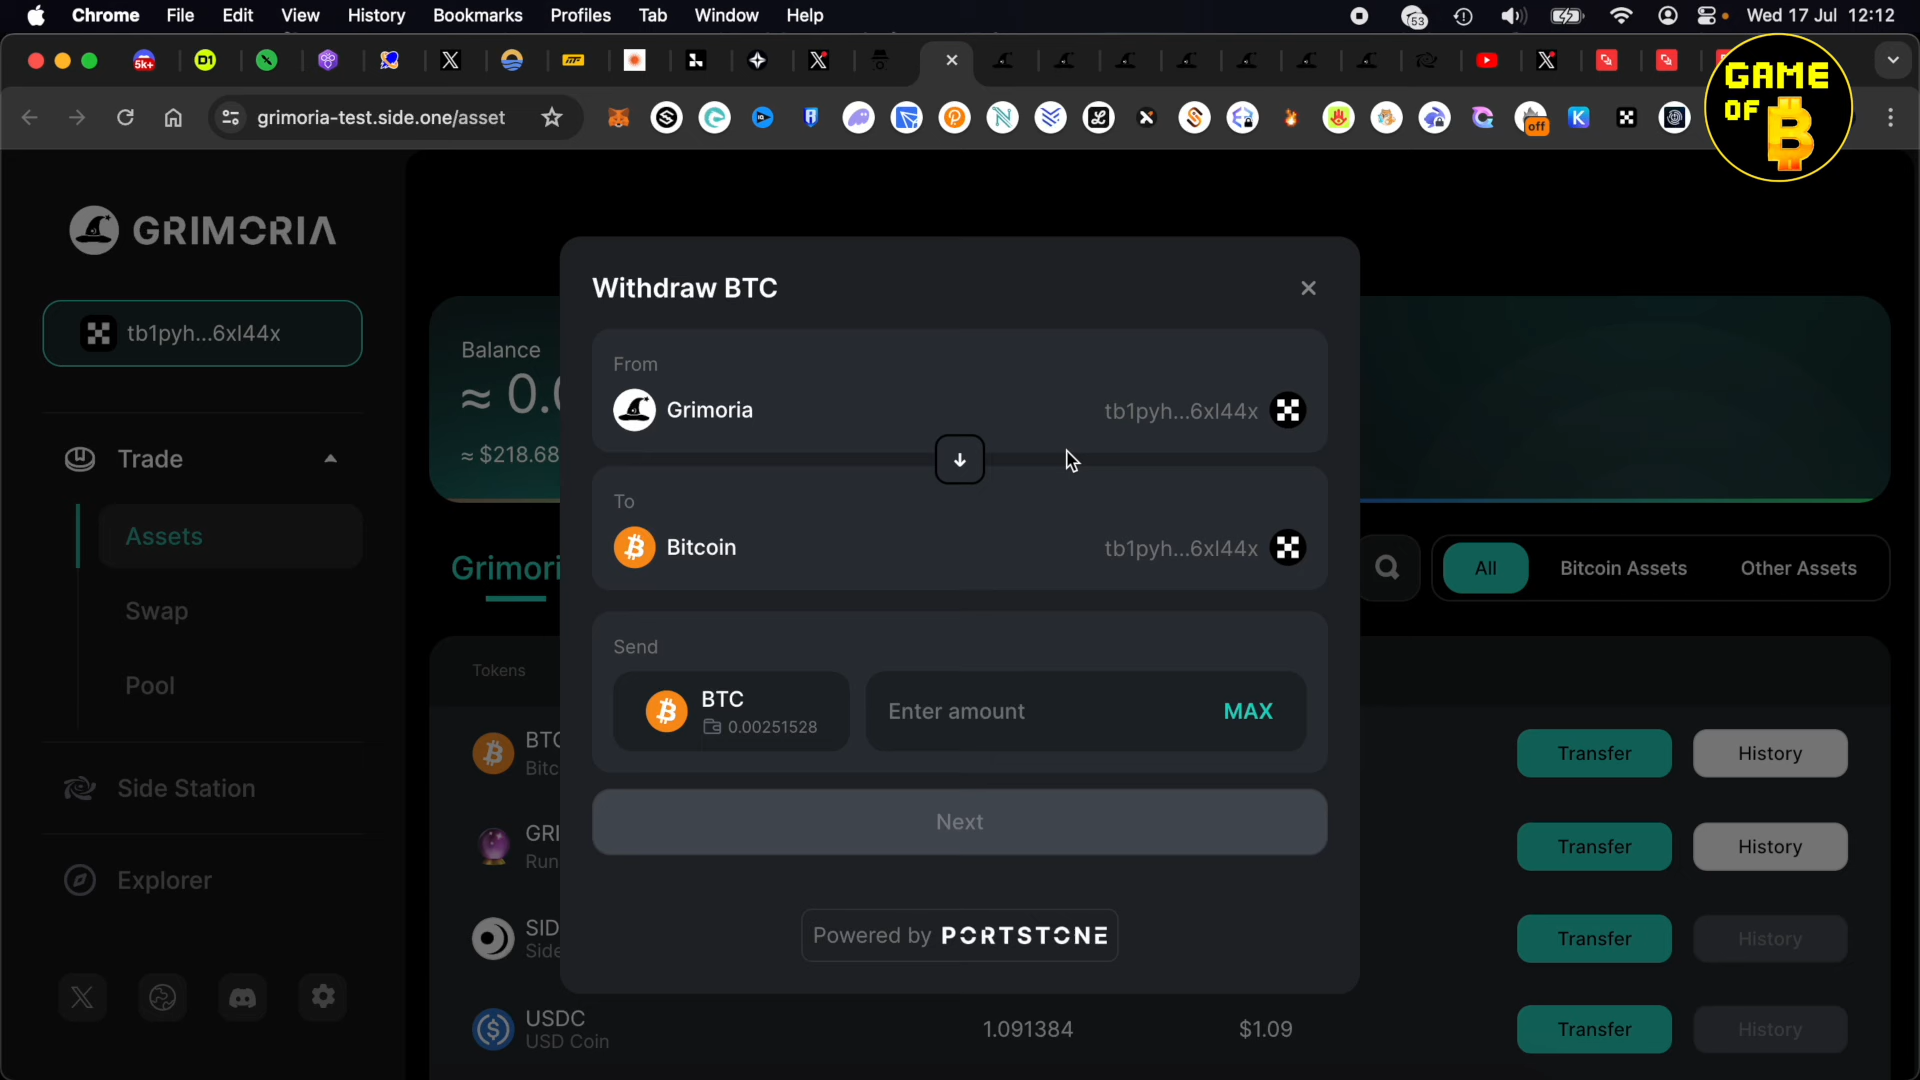 Chrome File Edit View History Bookmarks Profiles Tab Window Help
53
Wed 17 Jul 12:12
5k+
D1
grimoria-test.side.one/asset
off
GAME
OF B
GRIMORIA
tb1pyh...6xl44x
Trade
Assets
Swap
Pool
Side Station
Explorer
Balance
≈ 0.0
≈ $218.68
Grimori
All
Bitcoin Assets
Other Assets
Tokens
BTC
Bitc
Transfer
History
GRI
Run
Transfer
History
SID
Side
Transfer
History
USDC
USD Coin
1.091384
$1.09
Transfer
History
Withdraw BTC
From
Grimoria
tb1pyh...6xl44x
To
Bitcoin
tb1pyh...6xl44x
Send
BTC
0.00251528
Enter amount
MAX
Next
Powered by PORTSTONE